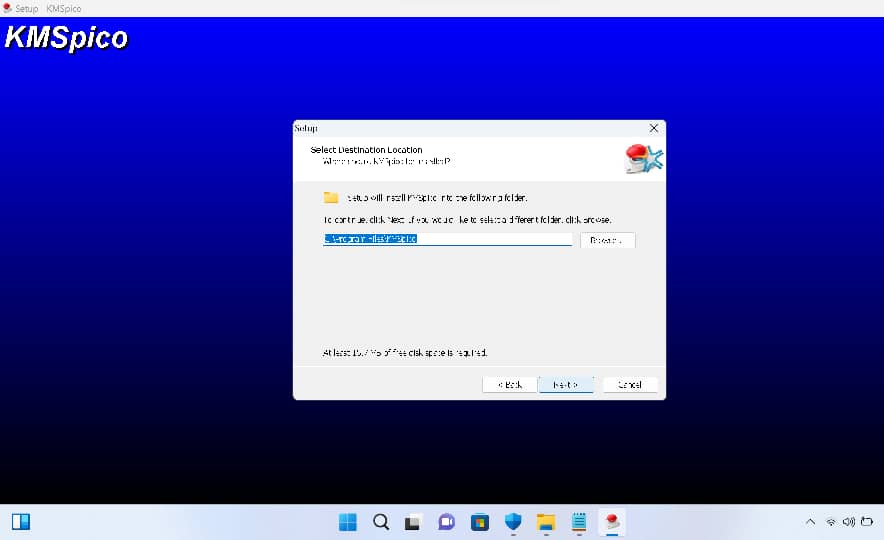 Setup - KMSpico
KMSpico
Setup
Select Destination Location
Where should KMSpico be installed?
Setup will install KMSpico into the following folder.
To continue, click Next. If you would like to select a different folder, click Browse.
C:\Program Files\KMSpico
Browse...
At least 15.7 MB of free disk space is required.
< Back
Next >
Cancel